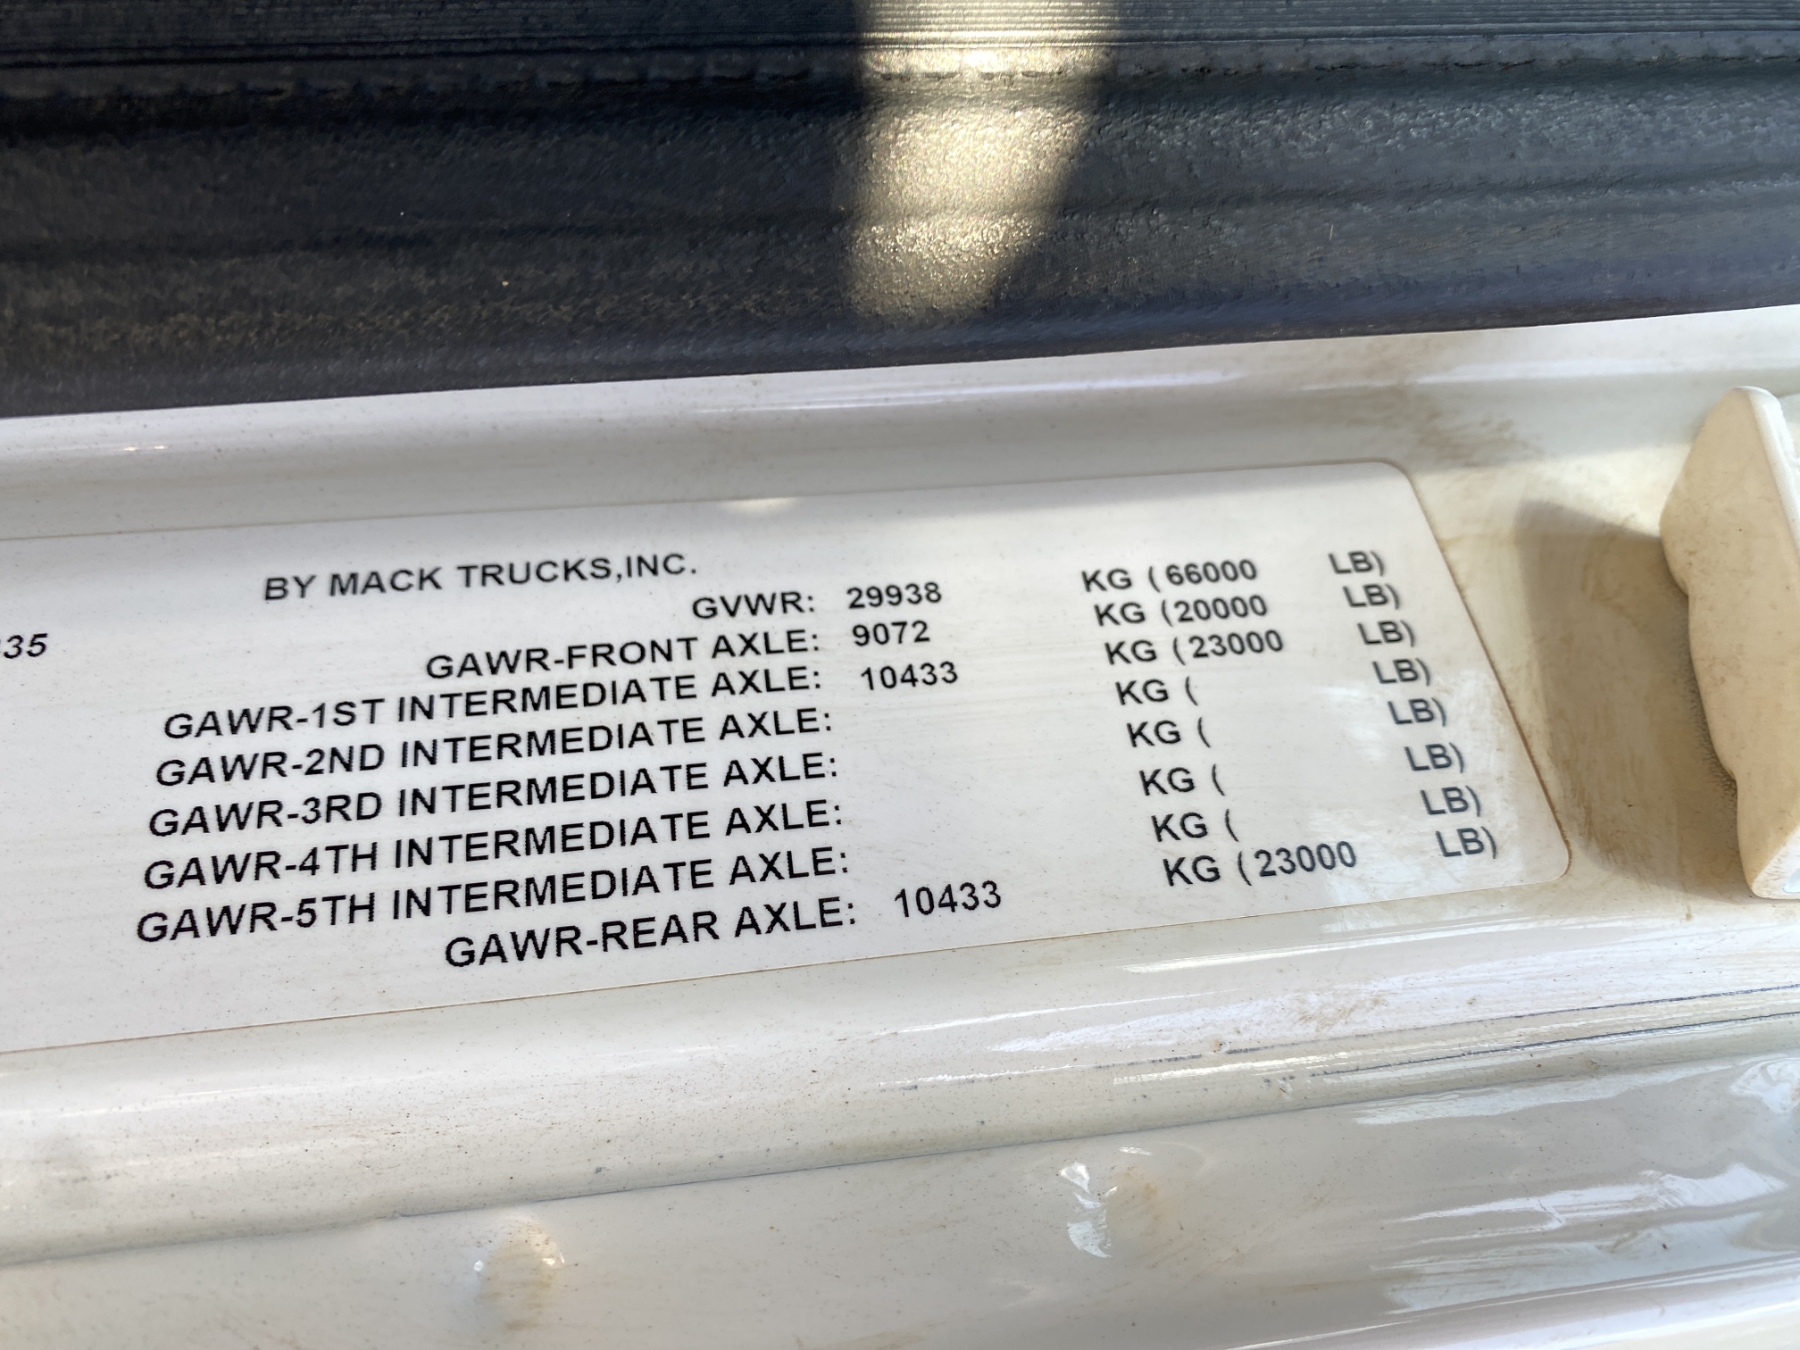 BY MACK TRUCKS,INC.
GVWR: 29938 KG (66000 LB)
35 GAWR-FRONT AXLE: 9072 KG (20000 LB)
GAWR-1ST INTERMEDIATE AXLE: 10433 KG (23000 LB)
GAWR-2ND INTERMEDIATE AXLE: KG ( LB)
GAWR-3RD INTERMEDIATE AXLE: KG ( LB)
GAWR-4TH INTERMEDIATE AXLE: KG ( LB)
GAWR-5TH INTERMEDIATE AXLE: KG ( LB)
GAWR-REAR AXLE: 10433 KG (23000 LB)